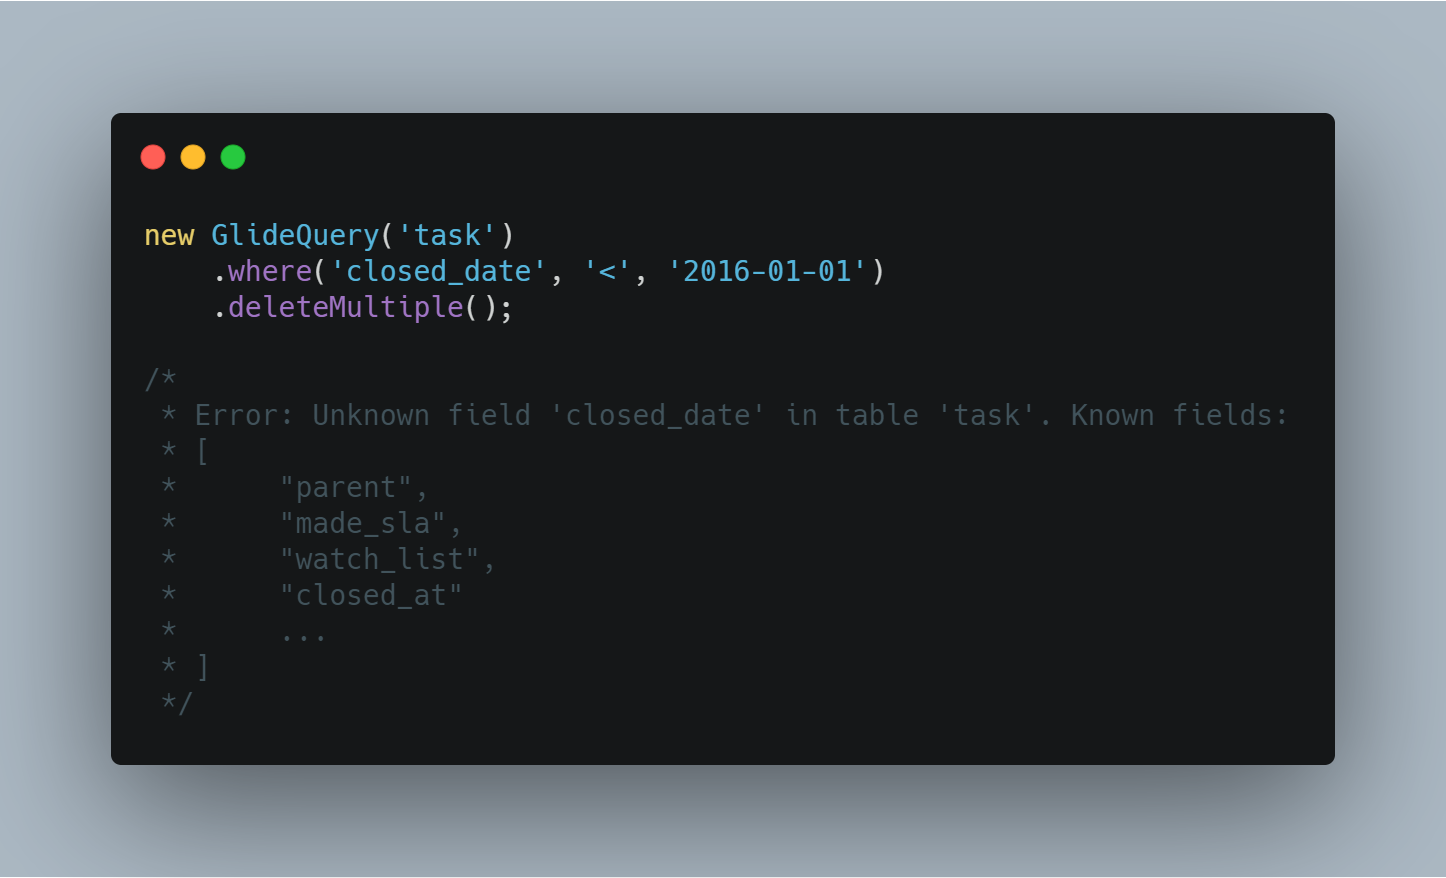 new GlideQuery('task')
    .where('closed_date', '<', '2016-01-01')
    .deleteMultiple();

/*
 * Error: Unknown field 'closed_date' in table 'task'. Known fields:
 * [
 *      "parent",
 *      "made_sla",
 *      "watch_list",
 *      "closed_at"
 *      ...
 * ]
 */